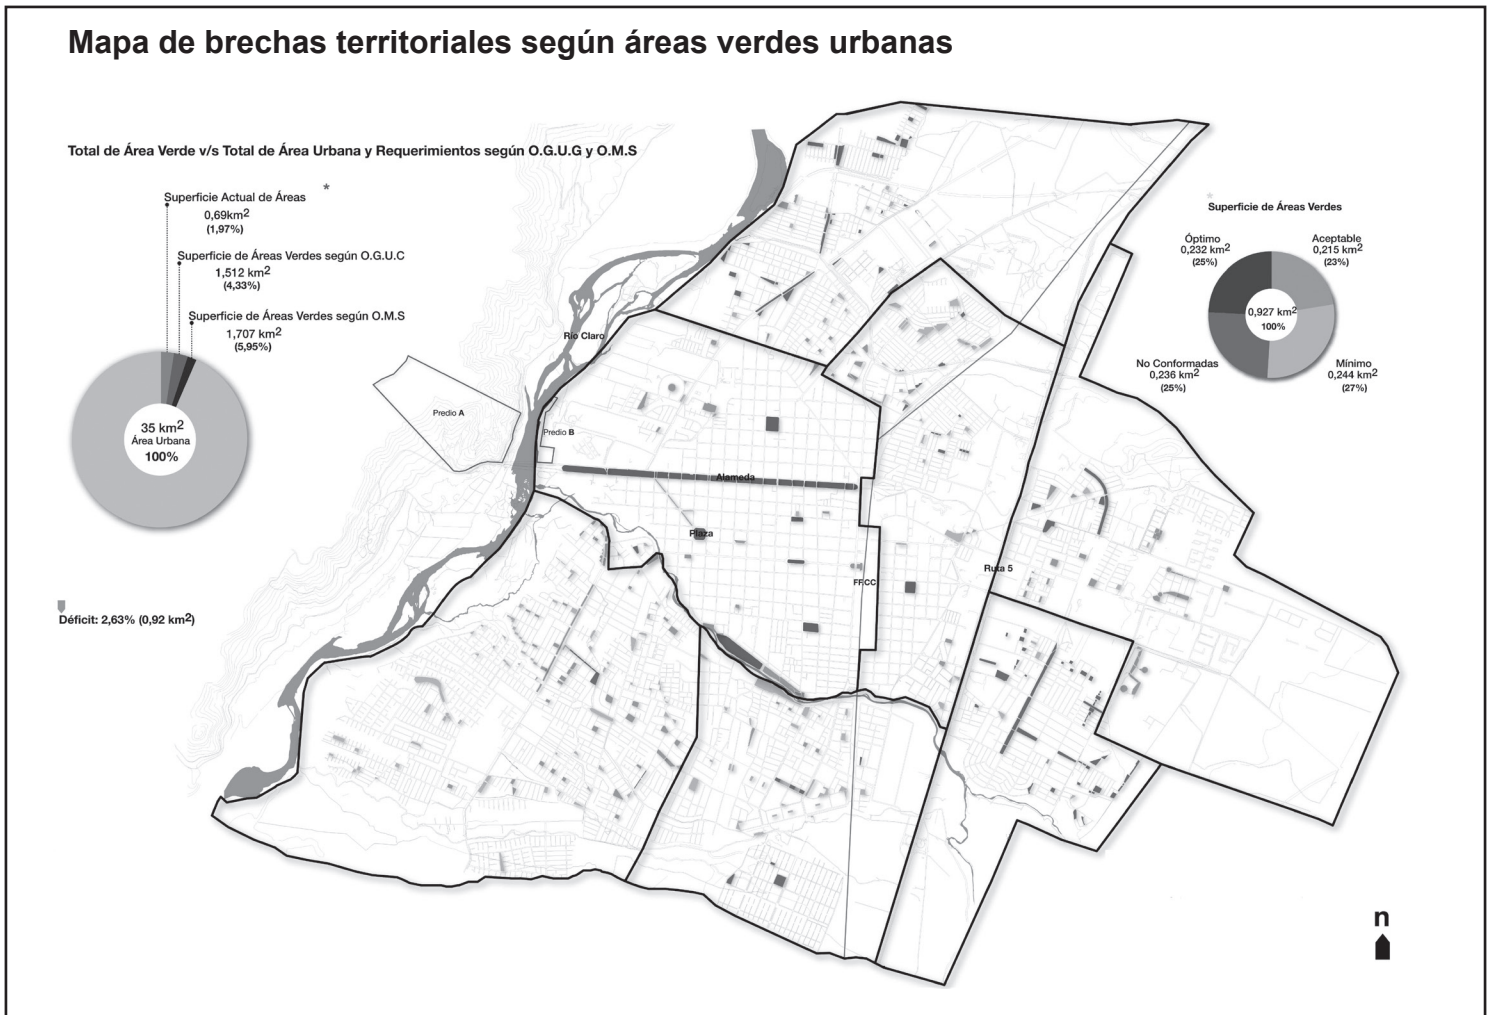 Mapa de brechas territoriales según áreas verdes urbanas
Total de Área Verde v/s Total de Área Urbana y Requerimientos según O.G.U.G y O.M.S
Superficie Actual de Áreas *
0,69km2
(1,97%)
Superficie de Áreas Verdes según O.G.U.C
1,512 km2
(4,33%)
Superficie de Áreas Verdes según O.M.S
1,707 km2
(5,95%)
35 km2
Área Urbana
100%
Déficit: 2,63% (0,92 km2)
*
Superficie de Áreas Verdes
Óptimo
0,232 km2
(25%)
Aceptable
0,215 km2
(23%)
0,927 km2
100%
No Conformadas
0,236 km2
(25%)
Mínimo
0,244 km2
(27%)
Río Claro
Predio A
Predio B
Alameda
Plaza
FFCC
Ruta 5
n